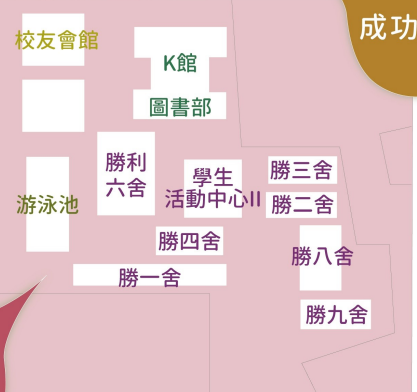 成功
校友會館
K館
圖書部
勝利
六舍
學生
活動中心II
勝三舍
勝二舍
游泳池
勝四舍
勝八舍
勝一舍
勝九舍